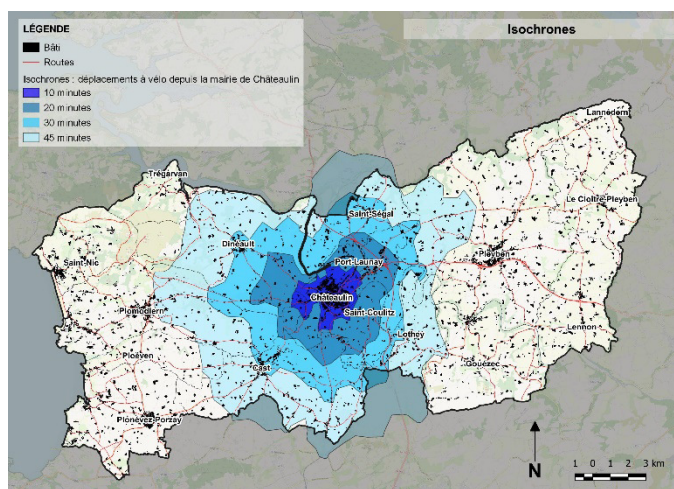 LÉGENDE
Bâti
Routes
Isochrones : déplacements à vélo depuis la mairie de Châteaulin
10 minutes
20 minutes
30 minutes
45 minutes
Isochrones
Lannédern
Trégarvan
Le Cloître-Pleyben
Saint-Ségal
Dinéault
Pleyben
Saint-Nic
Port-Launay
Châteaulin
Plomodiern
Saint-Coulitz
Lennon
Lothey
Ploéven
Gouézec
Cast
Plonévez-Porzay
N
1 0 1 2 3 km